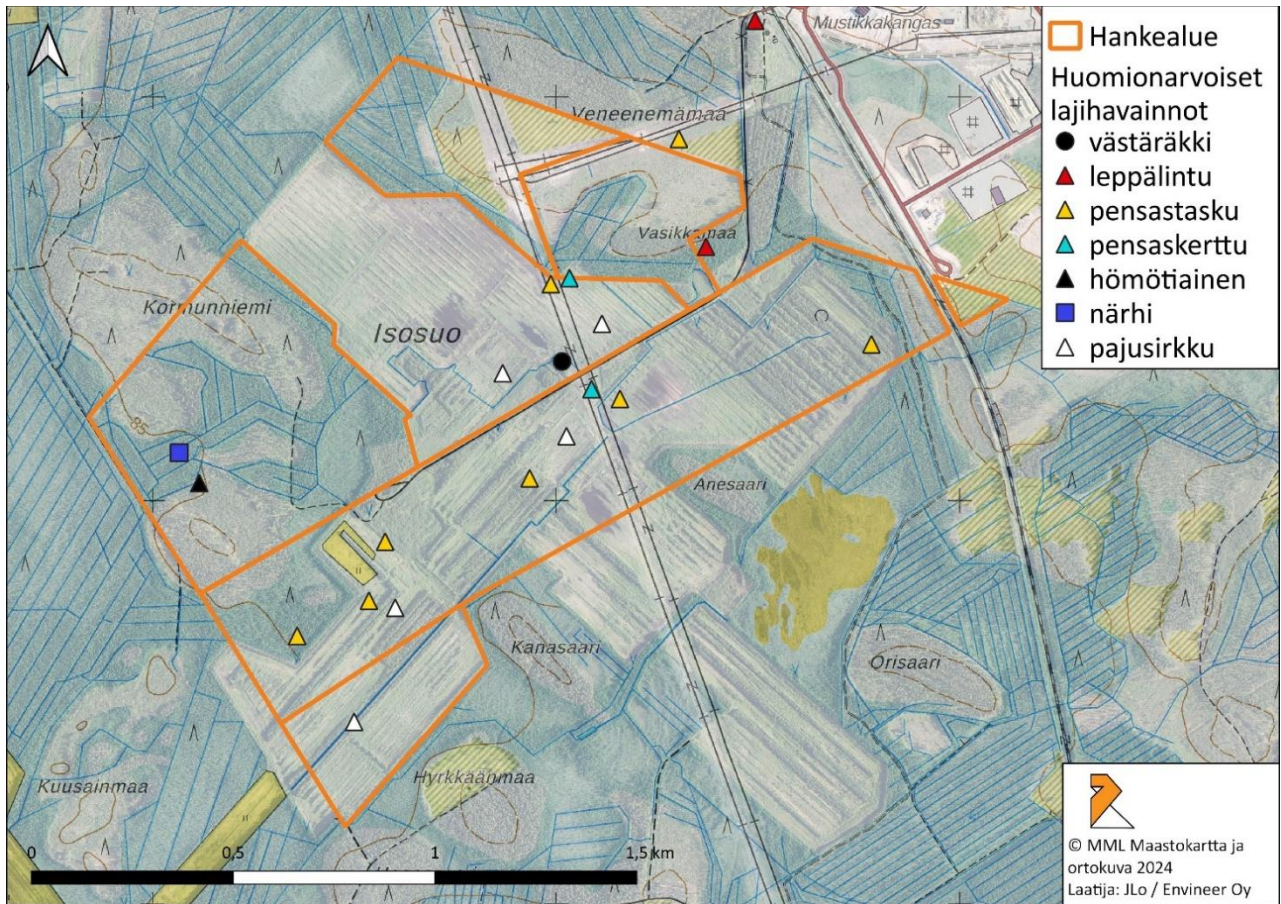 Mustikkakangas
Veneenemämaa
Vasikkamaa
Kormunniemi
Isosuo
85
Anesaari
Kanasaari
Orisaari
Hyrkkäänmaa
Kuusainmaa
0
0,5
1
1,5 km
Hankealue
Huomionarvoiset
lajihavainnot
västäräkki
leppälintu
pensastasku
pensaskerttu
hömötiainen
närhi
pajusirkku
© MML Maastokartta ja
ortokuva 2024
Laatija: JLo / Envineer Oy